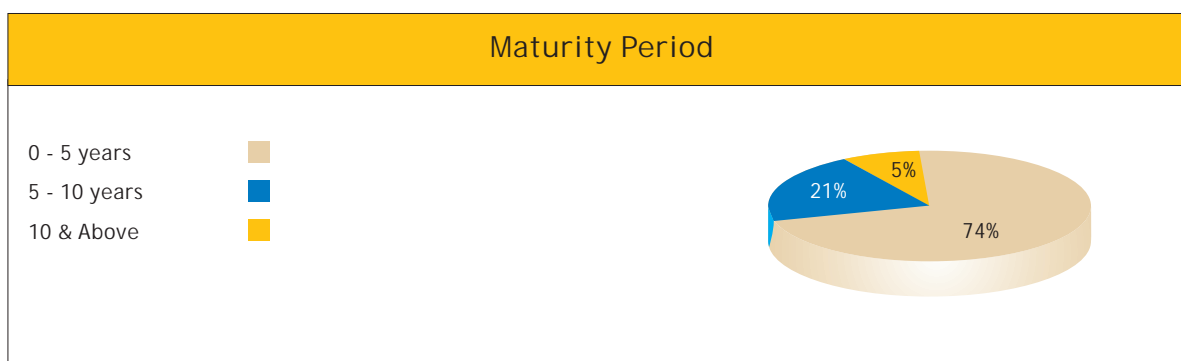 Maturity Period
0 - 5 years
5 - 10 years
10 & Above
5%
21%
74%